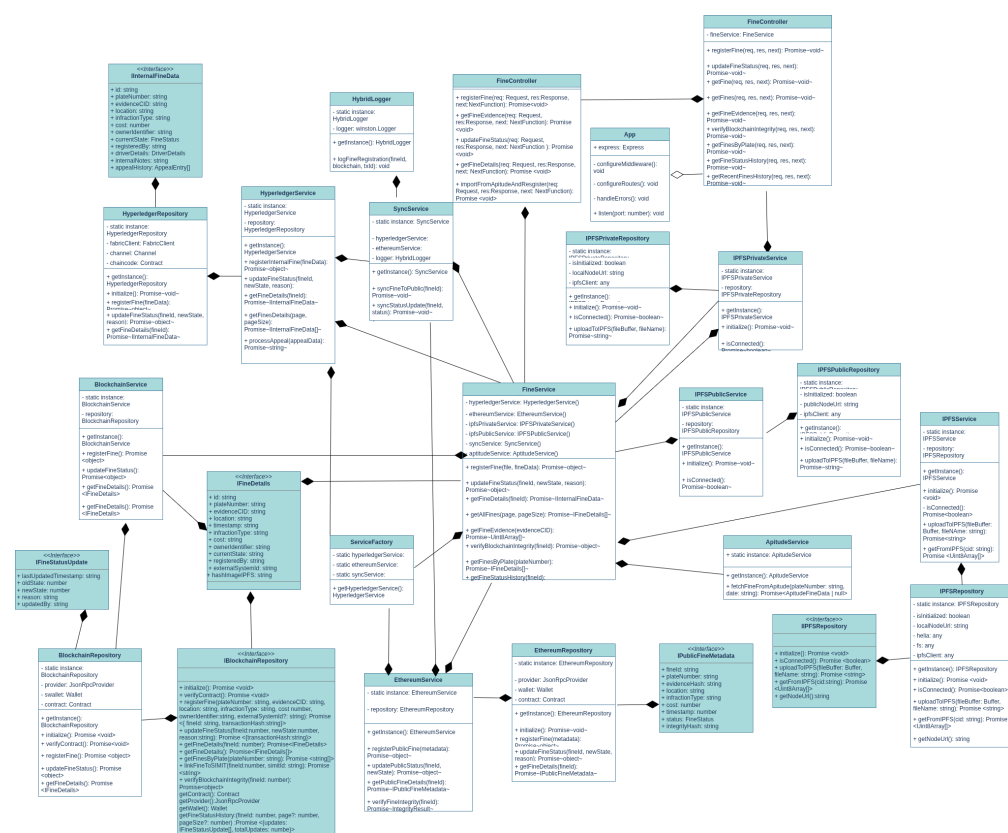 FineController
- fineService: FineService
+ registerFine(req, res, next): Promise~void~
+ updateFineStatus(req, res, next):
Promise~void~
+ getFine(req, res, next): Promise~void~
+ getFines(req, res, next): Promise~void~
+ getFineEvidence(req, res, next):
Promise~void~
+ verifyBlockchainIntegrity(req, res, next):
Promise~void~
+ getFinesByPlate(req, res, next):
Promise~void~
+ getFineStatusHistory(req, res, next):
Promise~void~
+ getRecentFinesHistory(req, res, next):
<<Interface>>
IInternalFineData
+ id: string
+ plateNumber: string
+ evidenceCID: string
+ location: string
+ infractionType: string
+ cost: number
+ ownerIdentifier: string
+ currentState: FineStatus
+ registeredBy: string
+ driverDetails: DriverDetails
+ internalNotes: string
+ appealHistory: AppealEntry[]
HybridLogger
- static instance:
HybridLogger
- logger: winston.Logger
+ getInstance(): HybridLogger
+ logFineRegistration(fineId,
blockchain, txId): void
FineController
+ registerFine(req: Request, res:Response,
next:NextFunction): Promise<void)
+ getFineEvidence(req: Request,
res:Response, next: NextFunction): Promise
<void)
+ updateFineStatus(req: Request,
res:Response, next: NextFunction ): Promise
<void)
+ getFineDetails(req: Request, res:Response,
next: NextFunction): Promise <void)
+ importFromAptitudeAndResgister(req:
Request, res:Response, next: NextFunction):
Promise <void)
App
+ express: Express
- configureMiddleware():
void
- configureRoutes(): void
- handleErrors(): void
+ listen(port: number): void
HyperledgerService
- static instance:
HyperledgerService
- repository:
HyperledgerRepository
+ getInstance():
HyperledgerService
+ registerInternalFine(fineData):
Promise~object~
+ updateFineStatus(fineId,
newState, reason):
+ getFineDetails(fineId):
Promise~IInternalFineData~
+ getFinesDetails(page,
pageSize):
Promise~IInternalFineData[]~
+ processAppeal(appealData):
Promise~string~
HyperledgerRepository
- static instance:
HyperledgerRepository
- fabricClient: FabricClient
- channel: Channel
- chaincode: Contract
+ getInstance():
HyperledgerRepository
+ initialize(): Promise~void~
+ registerFine(fineData):
+ updateFineStatus(fineId, newState,
reason): Promise~object~
+ getFineDetails(fineId):
Promise~IInternalFineData~
SyncService
- static instance: SyncService
- hyperledgerService:
- ethereumService:
- logger: HybridLogger
+ getInstance(): SyncService
+ syncFineToPublic(fineId):
Promise~void~
+ syncStatusUpdate(fineId,
status): Promise~void~
IPFSPrivateRepository
- static instance:
- isInitialized: boolean
- localNodeUrl: string
- ipfsClient: any
+ getInstance():
+ initialize(): Promise~void~
+ isConnected(): Promise~boolean~
+ uploadToIPFS(fileBuffer, fileName):
Promise~string~
IPFSPrivateService
- static instance:
IPFSPrivateService
- repository:
IPFSPrivateRepository
+ getInstance():
IPFSPrivateService
+ initialize(): Promise~void~
- isConnected():
BlockchainService
- static instance:
BlockchainService
- repository:
BlockchainRepository
+ getInstance():
BlockchainService
+ registerFine(): Promise
<object>
+ updateFineStatus():
Promise<object>
+ getFineDetails(): Promise
<IFineDetails>
+ getFineDetails(): Promise
<IFineDetails>
FineService
- hyperledgerService: HyperledgerService()
- ethereumService: EthereumService()
- ipfsPrivateService: IPFSPrivateService()
- ipfsPublicService: IPFSPublicService()
- syncService: SyncService()
- aptitudeService: AptitudeService()
+ registerFine(file, fineData): Promise~object~
+ updateFineStatus(fineId, newState, reason):
Promise~object~
+ getFineDetails(fineId): Promise~IInternalFineData~
+ getAllFines(page, pageSize): Promise~IFineDetails[]~
+ getFineEvidence(evidenceCID):
Promise~Uint8Array[]~
+ verifyBlockchainIntegrity(fineId): Promise~object~
+ getFinesByPlate(plateNumber):
Promise~IFineDetails[]~
+ getFineStatusHistory(fineId):
IPFSPublicService
- static instance:
IPFSPublicService
- repository:
IPFSPublicRepository
+ getInstance():
IPFSPublicService
+ initialize(): Promise~void~
+ isConnected():
Promise~boolean~
IPFSPublicRepository
- static instance:
- isInitialized: boolean
- publicNodeUrl: string
- ipfsClient: any
+ getInstance():
+ initialize(): Promise~void~
+ isConnected(): Promise~boolean~
+ uploadToIPFS(fileBuffer, fileName):
Promise~string~
IPFSService
- static instance:
IPFSService
- repository:
IPFSRepository
+ getInstance():
IPFSService
+ initialize(): Promise
<void>
- isConnected():
Promise<boolean>
+ uploadToIPFS(fileBuffer:
Buffer, fileName: string):
Promise<string>
+ getFromIPFS(cid: string):
Promise <Uint8Array[]>
<<Interface>>
IFineDetails
+ id: string
+ plateNumber: string
+ evidenceCID: string
+ location: string
+ timestamp: string
+ infractionType: string
+ cost: string
+ ownerIdentifier: string
+ currentState: string
+ registeredBy: string
+ externalSystemId: string
+ hashImageIPFS: string
ServiceFactory
- static hyperledgerService:
- static ethereumService:
- static syncService:
+ getHyperledgerService():
HyperledgerService
AptitudeService
+ static instance: AptitudeService
+ getInstance(): AptitudeService
+ fetchFineFromAptitude(plateNumber: string,
date: string): Promise<AptitudeFineData | null>
<<Interface>>
IFineStatusUpdate
+ lastUpdatedTimestamp: string
+ oldState: number
+ newState: number
+ reason: string
+ updatedBy: string
IPFSRepository
- static instance: IPFSRepository
- isInitialized: boolean
- localNodeUrl: string
- helia: any
- fs: any
- ipfsClient: any
+ getInstance(): IPFSRepository
+ initialize(): Promise <void>
+ isConnected(): Promise<boolean>
+ uploadToIPFS(fileBuffer: Buffer,
fileName: string): Promise <string>
+ getFromIPFS(cid: string): Promise
<Uint8Array[]>
+ getNodeUrl(): string
<<Interface>>
IIPFSRepository
+ initialize(): Promise <void>
+ isConnected(): Promise <boolean>
+ uploadToIPFS(fileBuffer: Buffer,
fileName: string): Promise <string>
+ getFromIPFS(cid: string): Promise
<Uint8Array[]>
+ getNodeUrl():string
BlockchainRepository
- static instance:
BlockchainRepository
- provider: JsonRpcProvider
- swallet: Wallet
- contract: Contract
+ getInstance():
BlockchainRepository
+ initialize(): Promise <void>
+ verifyContract(): Promise<void>
+ registerFine(): Promise <object>
+ updateFineStatus(): Promise
<object>
+ getFineDetails(): Promise
<IFineDetails>
<<Interface>>
IBlockchainRepository
+ initialize(): Promise <void>
+ verifyContract(): Promise <void>
+ registerFine(plateNumber: string, evidenceCID: string,
location: string, infractionType: string, cost number,
ownerIdentifier:string, externalSystemId?: string): Promise
<{ fineId: string, transactionHash: string}>
+ updateFineStatus(fineId:number, newState:number,
reason:string): Promise <{transactionHash:string}>
+ getFineDetails(fineId: number): Promise<IFineDetails>
+ getFineDetails(): Promise <IFineDetails[]>
+ getFinesByPlate(plateNumber: string): Promise <string[]>
+ linkFineToSIMIT(fineId: string, simitId: string): Promise
<string>
+ verifyBlockchainIntegrity(fineId: number):
Promise<object>
getContract(): Contract
getProvider():JsonRpcProvider
getWallet(): Wallet
getFineStatusHistory:(fineId: number, page?: number,
pageSize?: number) :Promise <{updates:
IFineStatusUpdate[], totalUpdates: number}>
EthereumService
- static instance: EthereumService
- repository: EthereumRepository
+ getInstance(): EthereumService
+ registerPublicFine(metadata):
Promise~object~
+ updatePublicStatus(fineId,
newState): Promise~object~
+ getPublicFineDetails(fineId):
Promise~IPublicFineMetadata~
+ verifyFineIntegrity(fineId):
Promise~IntegrityResult~
EthereumRepository
- static instance: EthereumRepository
- provider: JsonRpcProvider
- wallet: Wallet
- contract: Contract
+ getInstance(): EthereumRepository
+ initialize(): Promise~void~
+ registerFine(metadata):
+ updateFineStatus(fineId, newState,
reason): Promise~object~
+ getFineDetails(fineId):
Promise~IPublicFineMetadata~
<<Interface>>
IPublicFineMetadata
+ fineId: string
+ plateNumber: string
+ evidenceHash: string
+ location: string
+ infractionType: string
+ cost: number
+ timestamp: number
+ status: FineStatus
+ integrityHash: string